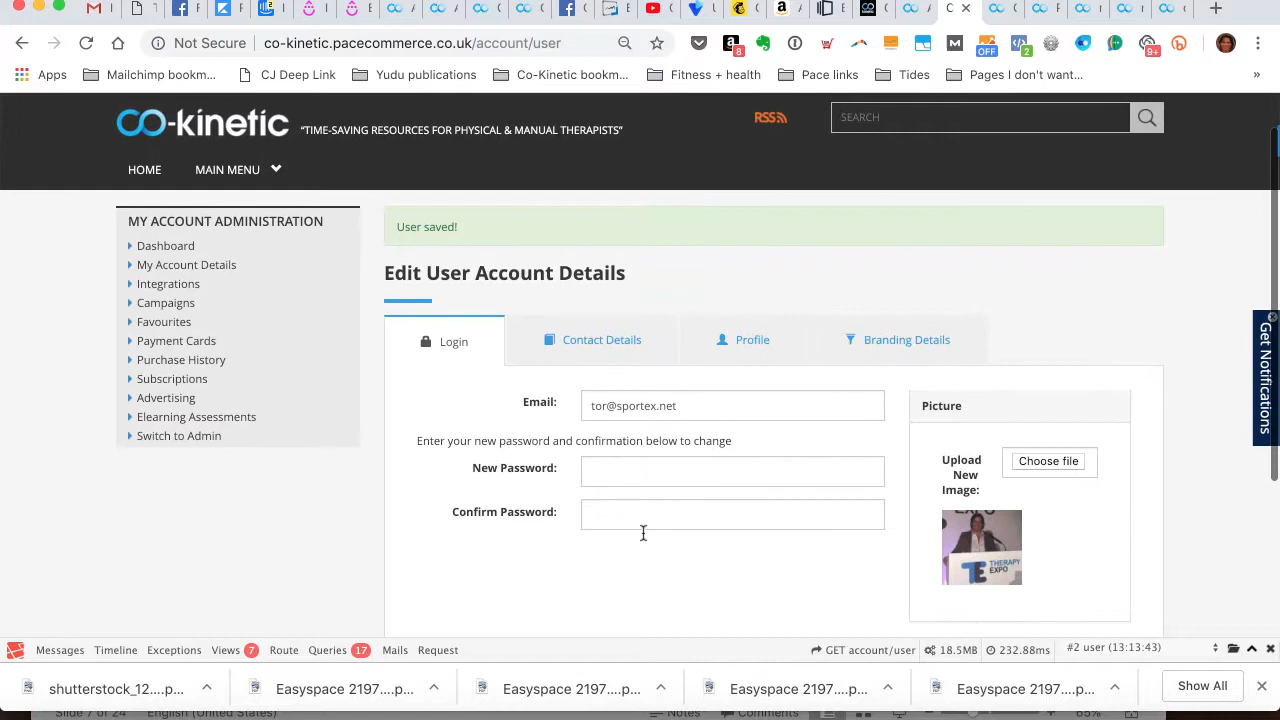 Not Secure
co-kinetic.pacecommerce.co.uk/account/user
8
OFF
2
9+
Apps
Mailchimp bookm...
CJ Deep Link
Yudu publications
Co-Kinetic bookm...
Fitness + health
Pace links
Tides
Pages I don't want...
»
co-kinetic
"TIME-SAVING RESOURCES FOR PHYSICAL & MANUAL THERAPISTS"
RSS
SEARCH
HOME
MAIN MENU
MY ACCOUNT ADMINISTRATION
Dashboard
My Account Details
Integrations
Campaigns
Favourites
Payment Cards
Purchase History
Subscriptions
Advertising
Elearning Assessments
Switch to Admin
User saved!
Edit User Account Details
Login
Contact Details
Profile
Branding Details
Email:
tor@sportex.net
Enter your new password and confirmation below to change
New Password:
Confirm Password:
Picture
Upload
New
Image:
Choose file
EXPO
THERAPY
EXPO
Get Notifications
Messages
Timeline
Exceptions
Views 7
Route
Queries 17
Mails
Request
GET account/user
18.5MB
232.88ms
#2 user (13:13:43)
shutterstock_12....p...
Easyspace 2197....p...
Easyspace 2197....p...
Easyspace 2197....p...
Easyspace 2197....p...
Show All
Slide 7 of 24
English (United States)
Notes
Comments
65%